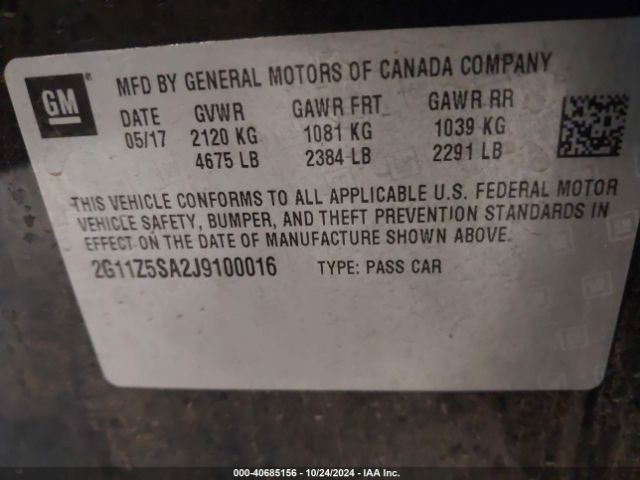 GM
®
MFD BY GENERAL MOTORS OF CANADA COMPANY
DATE GVWR GAWR FRT GAWR RR
05/17 2120 KG 1081 KG 1039 KG
4675 LB 2384 LB 2291 LB
THIS VEHICLE CONFORMS TO ALL APPLICABLE U.S. FEDERAL MOTOR
VEHICLE SAFETY, BUMPER, AND THEFT PREVENTION STANDARDS IN
EFFECT ON THE DATE OF MANUFACTURE SHOWN ABOVE.
2G11Z5SA2J9100016 TYPE: PASS CAR
000-40685156 - 10/24/2024 - IAA Inc.